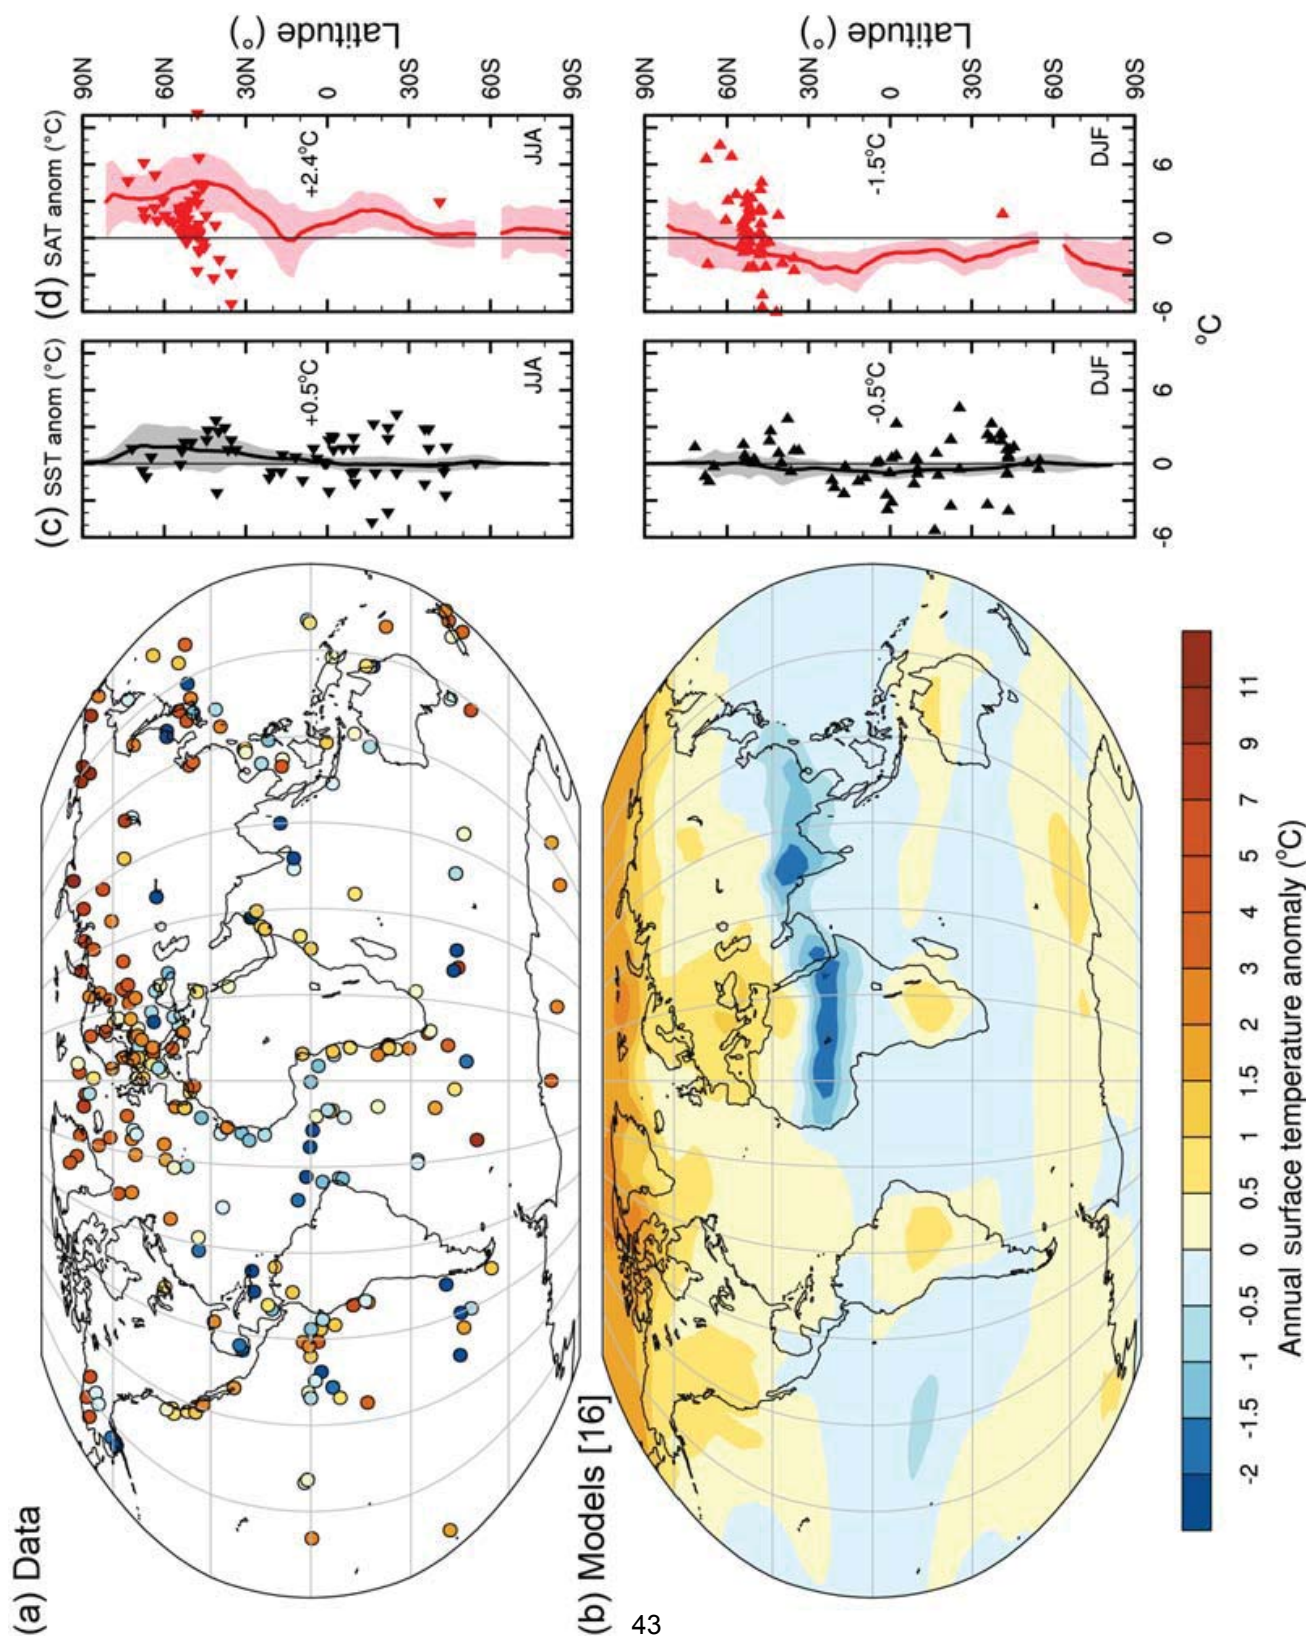 (a) Data
(b) Models [16]
(c) SST anom (°C)
+0.5°C
JJA
-0.5°C
DJF
-6
0
6
(d) SAT anom (°C)
+2.4°C
JJA
-1.5°C
DJF
-6
0
6
°C
90N
60N
30N
0
30S
60S
90S
Latitude (°)
90N
60N
30N
0
30S
60S
90S
Latitude (°)
-2
-1.5
-1
-0.5
0
0.5
1
1.5
2
3
4
5
7
9
11
Annual surface temperature anomaly (°C)
43